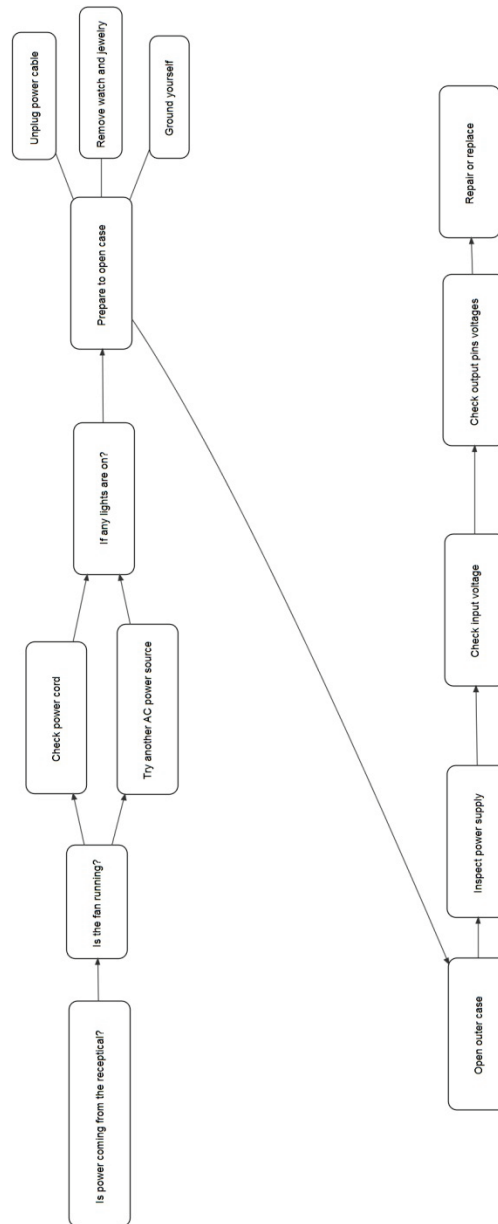 Is power coming from the receptical?
Is the fan running?
Check power cord
Try another AC power source
If any lights are on?
Prepare to open case
Unplug power cable
Remove watch and jewelry
Ground yourself
Open outer case
Inspect power supply
Check input voltage
Check output pins voltages
Repair or replace